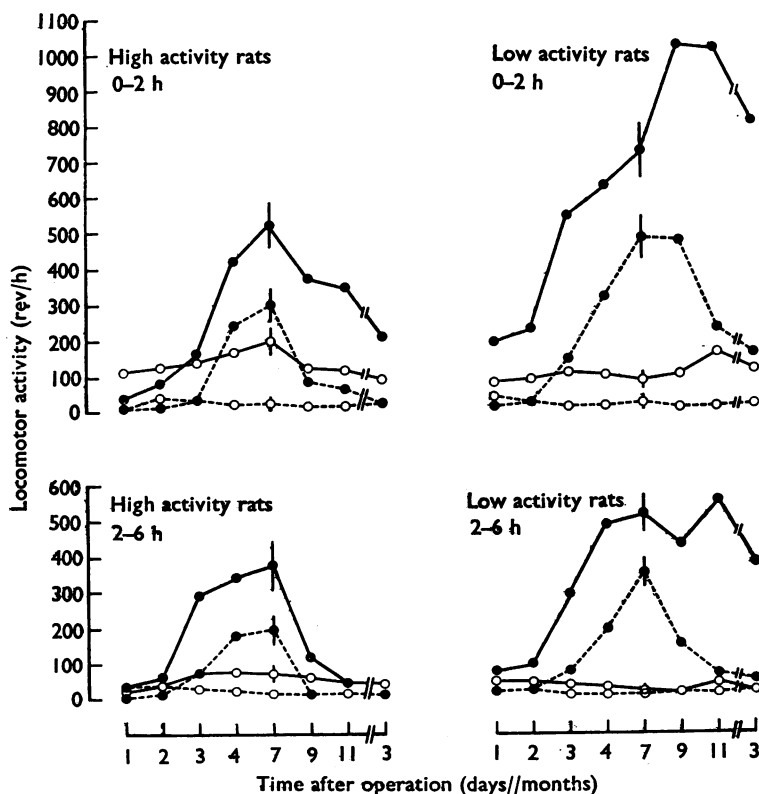 High activity rats
0–2 h
Low activity rats
0–2 h
1100
1000
900
800
700
600
500
400
300
200
100
0
Locomotor activity (rev/h)
High activity rats
2–6 h
Low activity rats
2–6 h
600
500
400
300
200
100
0
1 2 3 4 7 9 11 3
1 2 3 4 7 9 11 3
Time after operation (days//months)